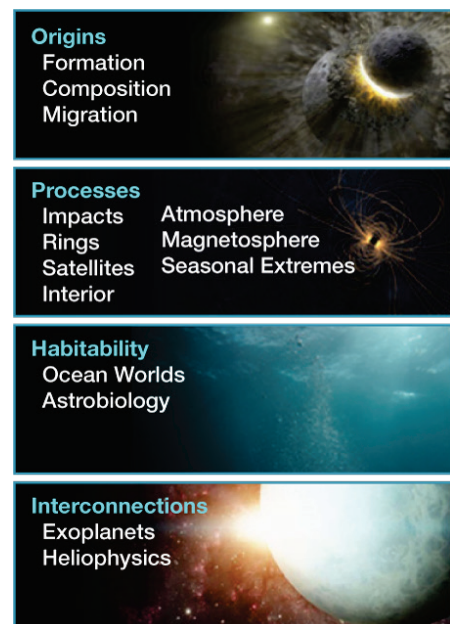 Origins
Formation
Composition
Migration
Processes
Impacts
Rings
Satellites
Interior
Atmosphere
Magnetosphere
Seasonal Extremes
Habitability
Ocean Worlds
Astrobiology
Interconnections
Exoplanets
Heliophysics